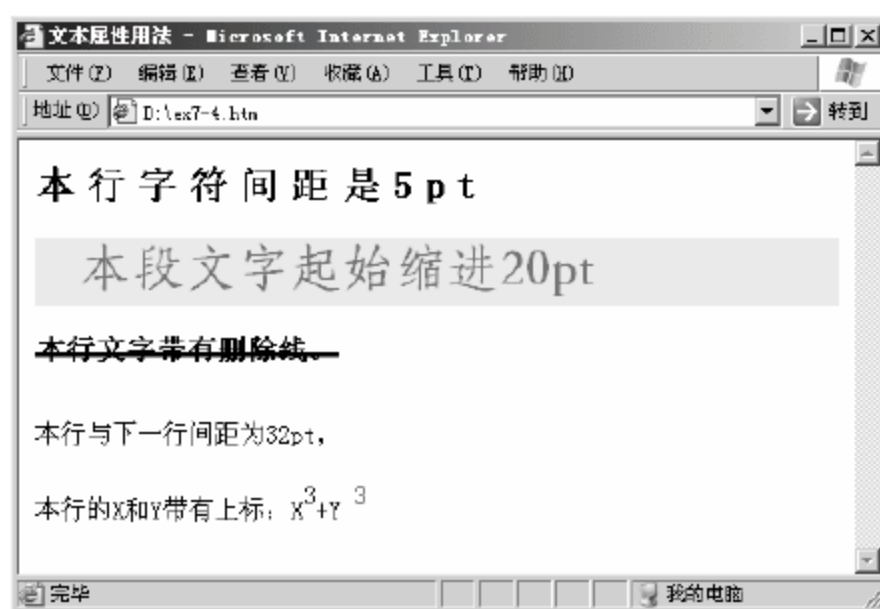 文本属性用法 - Microsoft Internet Explorer
文件(F) 编辑(E) 查看(V) 收藏(A) 工具(T) 帮助(H)
地址(D) D:\ex7-4.htm 转到
本行字符间距是5pt
本段文字起始缩进20pt
本行文字带有删除线。
本行与下一行间距为32pt，
本行的X和Y带有上标：X³+Y ³
完毕 我的电脑